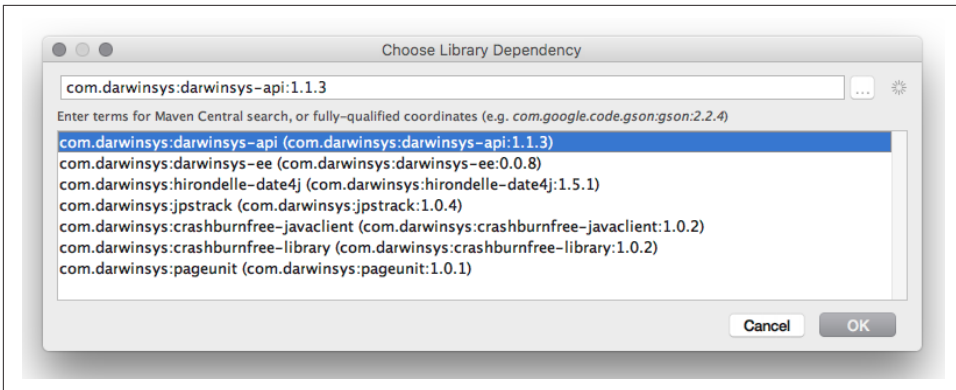 Choose Library Dependency
com.darwinsys:darwinsys-api:1.1.3
...
Enter terms for Maven Central search, or fully-qualified coordinates (e.g. com.google.code.gson:gson:2.2.4)
com.darwinsys:darwinsys-api (com.darwinsys:darwinsys-api:1.1.3)
com.darwinsys:darwinsys-ee (com.darwinsys:darwinsys-ee:0.0.8)
com.darwinsys:hirondelle-date4j (com.darwinsys:hirondelle-date4j:1.5.1)
com.darwinsys:jpstrack (com.darwinsys:jpstrack:1.0.4)
com.darwinsys:crashburnfree-javaclient (com.darwinsys:crashburnfree-javaclient:1.0.2)
com.darwinsys:crashburnfree-library (com.darwinsys:crashburnfree-library:1.0.2)
com.darwinsys:pageunit (com.darwinsys:pageunit:1.0.1)
Cancel OK